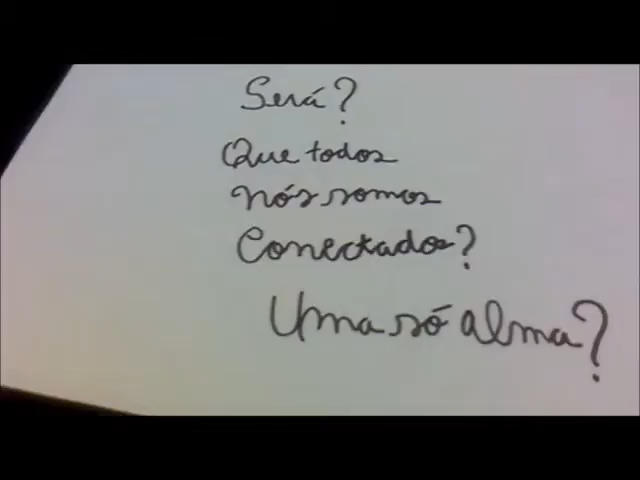 Será?
Que todos
nós somos
Conectados?
Uma só alma?